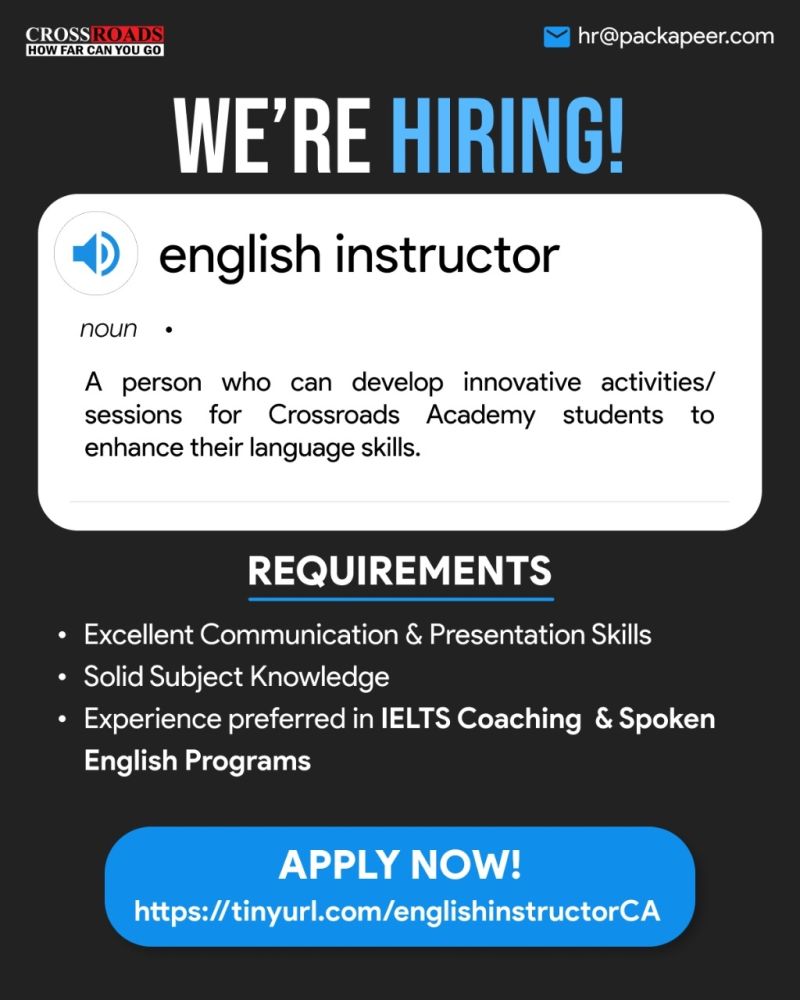 CROSSROADS
HOW FAR CAN YOU GO
hr@packapeer.com
WE'RE HIRING!
english instructor
noun •
A person who can develop innovative activities/
sessions for Crossroads Academy students to
enhance their language skills.
REQUIREMENTS
• Excellent Communication & Presentation Skills
• Solid Subject Knowledge
• Experience preferred in IELTS Coaching & Spoken
English Programs
APPLY NOW!
https://tinyurl.com/englishinstructorCA